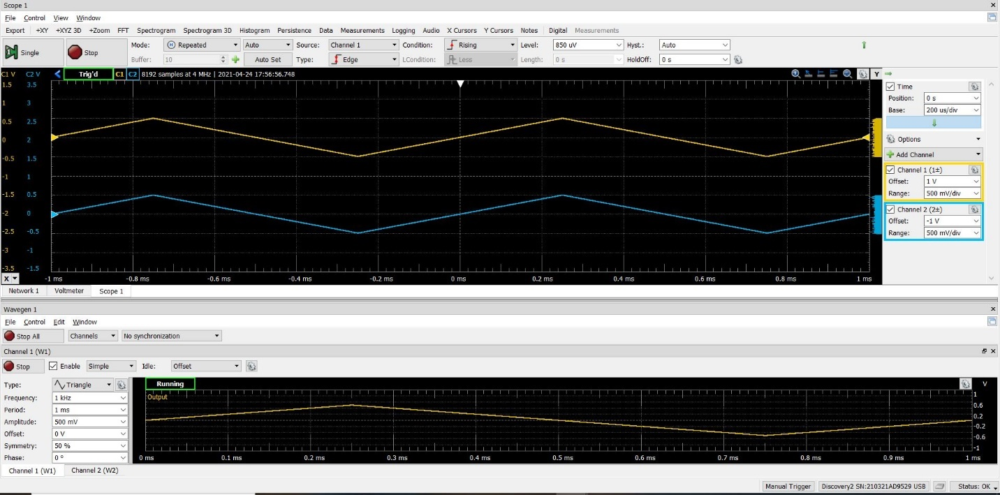 Scope 1
File Control View Window
Export +XY +XYZ 3D +Zoom FFT Spectrogram Spectrogram 3D Histogram Persistence Data Measurements Logging Audio X Cursors Y Cursors Notes Digital Measurements
Single Stop Mode: Repeated Auto Source: Channel 1 Condition: Rising Level: 850 uV Hyst.: Auto
Buffer: 10 Auto Set Type: Edge LCondition: Less Length: 0 s HoldOff: 0 s
C1 V C2 V Trig'd C1 C2 8192 samples at 4 MHz | 2021-04-24 17:56:56.748 Y
1.5 3.5
1 3
0.5 2.5
0 2
-0.5 1.5
-1 1
-1.5 0.5
-2 0
-2.5 -0.5
-3 -1
-3.5 -1.5
X -1 ms -0.8 ms -0.6 ms -0.4 ms -0.2 ms 0 ms 0.2 ms 0.4 ms 0.6 ms 0.8 ms 1 ms
Time
Position: 0 s
Base: 200 us/div
Options
Add Channel
Channel 1 (1±)
Offset: 1 V
Range: 500 mV/div
Channel 2 (2±)
Offset: -1 V
Range: 500 mV/div
Network 1 Voltmeter Scope 1
Wavegen 1
File Control Edit Window
Stop All Channels No synchronization
Channel 1 (W1)
Stop Enable Simple Idle: Offset
Type: Triangle
Frequency: 1 kHz
Period: 1 ms
Amplitude: 500 mV
Offset: 0 V
Symmetry: 50 %
Phase: 0 º
Running V
Output
1
0.6
0.2
-0.2
-0.6
-1
0 ms 0.1 ms 0.2 ms 0.3 ms 0.4 ms 0.5 ms 0.6 ms 0.7 ms 0.8 ms 0.9 ms 1 ms
Channel 1 (W1) Channel 2 (W2)
Manual Trigger Discovery2 SN:210321AD9529 USB Status: OK